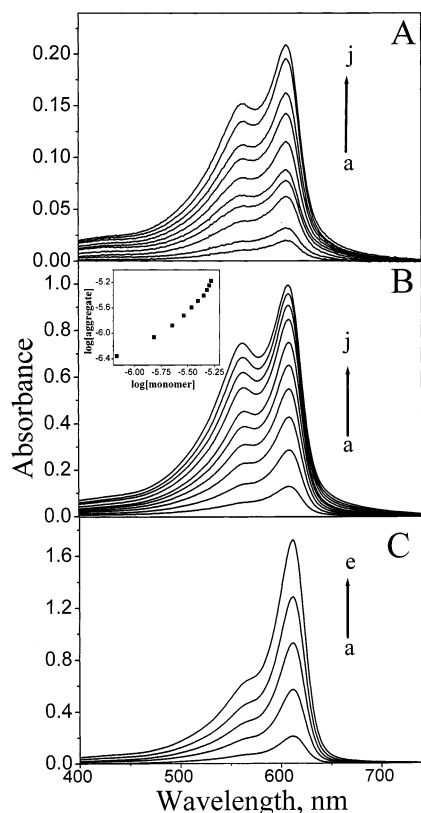 A
0.20
0.15
0.10
0.05
0.00
j
a
B
1.0
0.8
0.6
0.4
0.2
0.0
j
a
-5.2
-5.6
-6.0
-6.4
log[aggregate]
-6.00 -5.75 -5.50 -5.25
log[monomer]
Absorbance
C
1.6
1.2
0.8
0.4
0.0
e
a
400 500 600 700
Wavelength, nm